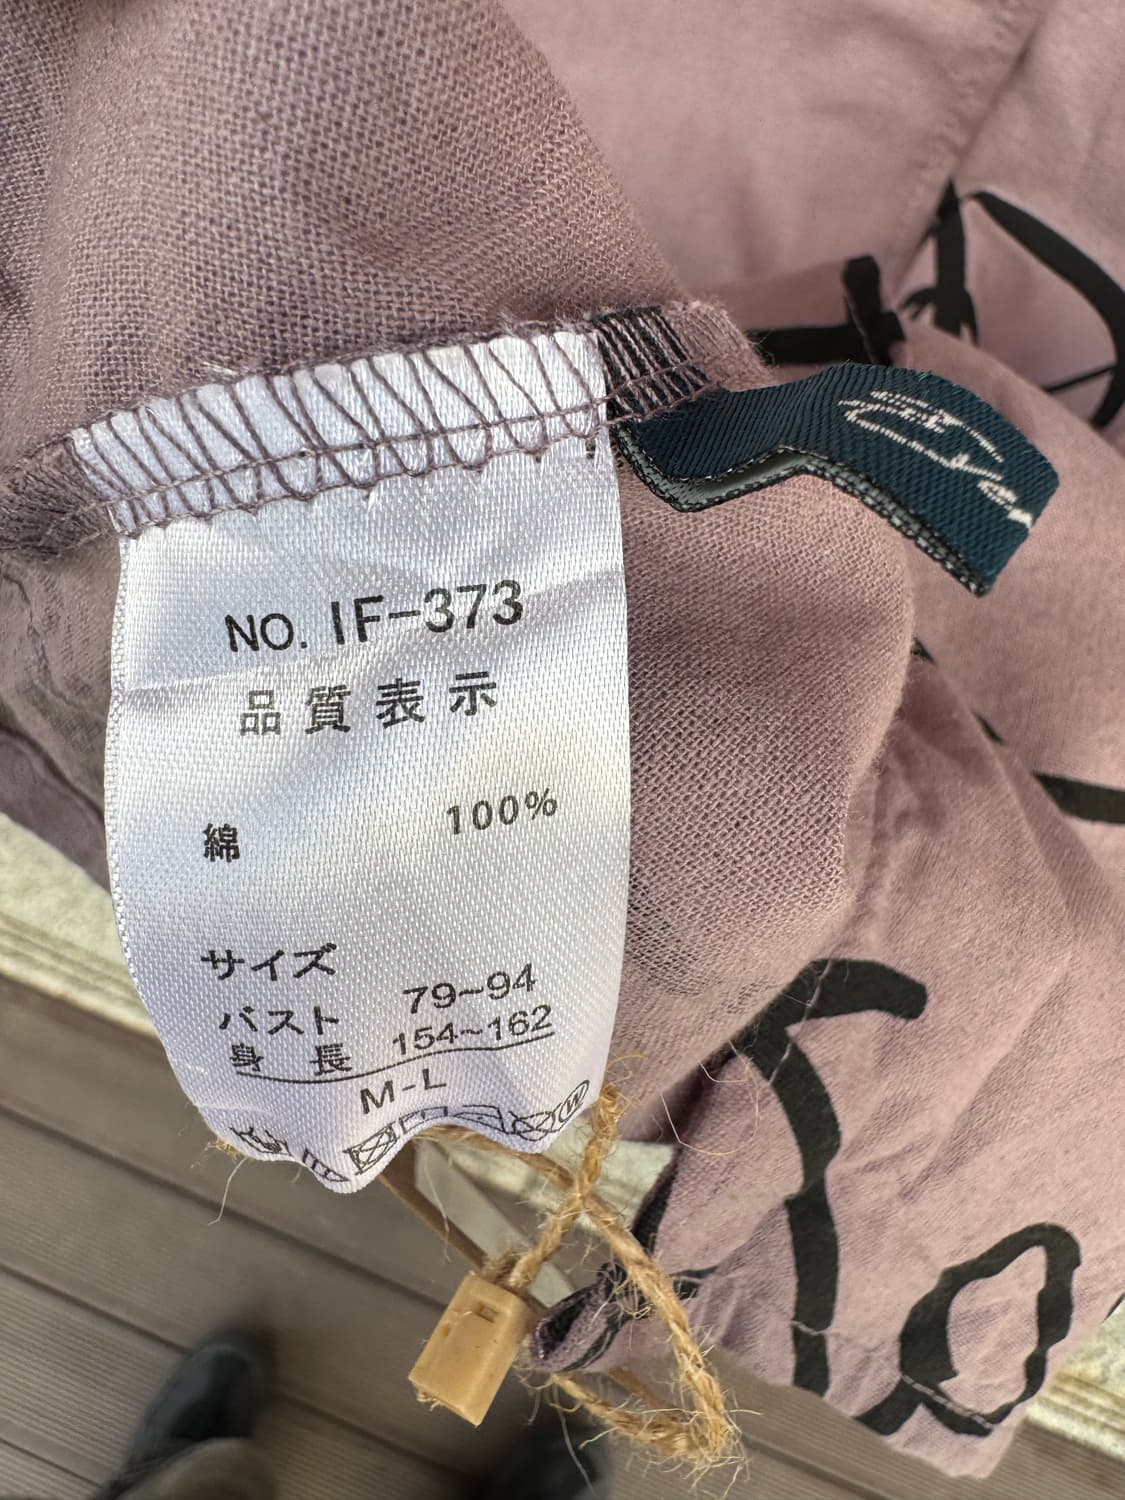 NO. IF-373
品質表示
綿 100%
サイズ
バスト 79~94
身長 154~162
M-L
W